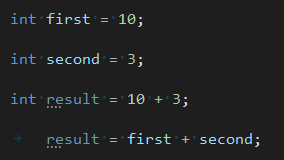 int first = 10;
int second = 3;
int result = 10 + 3;
result = first + second;